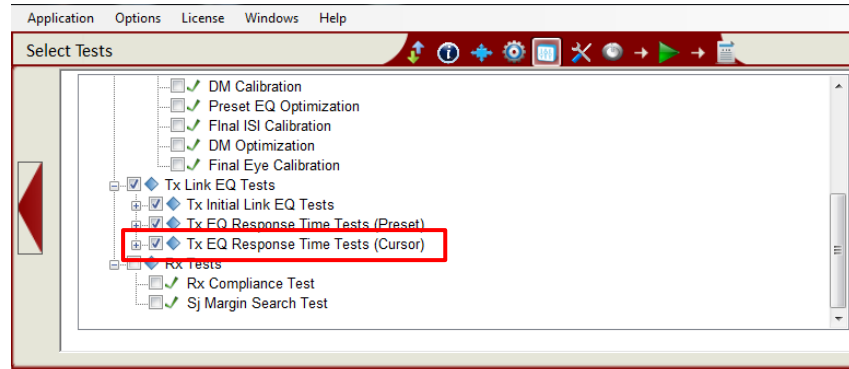 Application Options License Windows Help
Select Tests
DM Calibration
Preset EQ Optimization
FInal ISI Calibration
DM Optimization
Final Eye Calibration
Tx Link EQ Tests
Tx Initial Link EQ Tests
Tx EQ Response Time Tests (Preset)
Tx EQ Response Time Tests (Cursor)
Rx Tests
Rx Compliance Test
Sj Margin Search Test